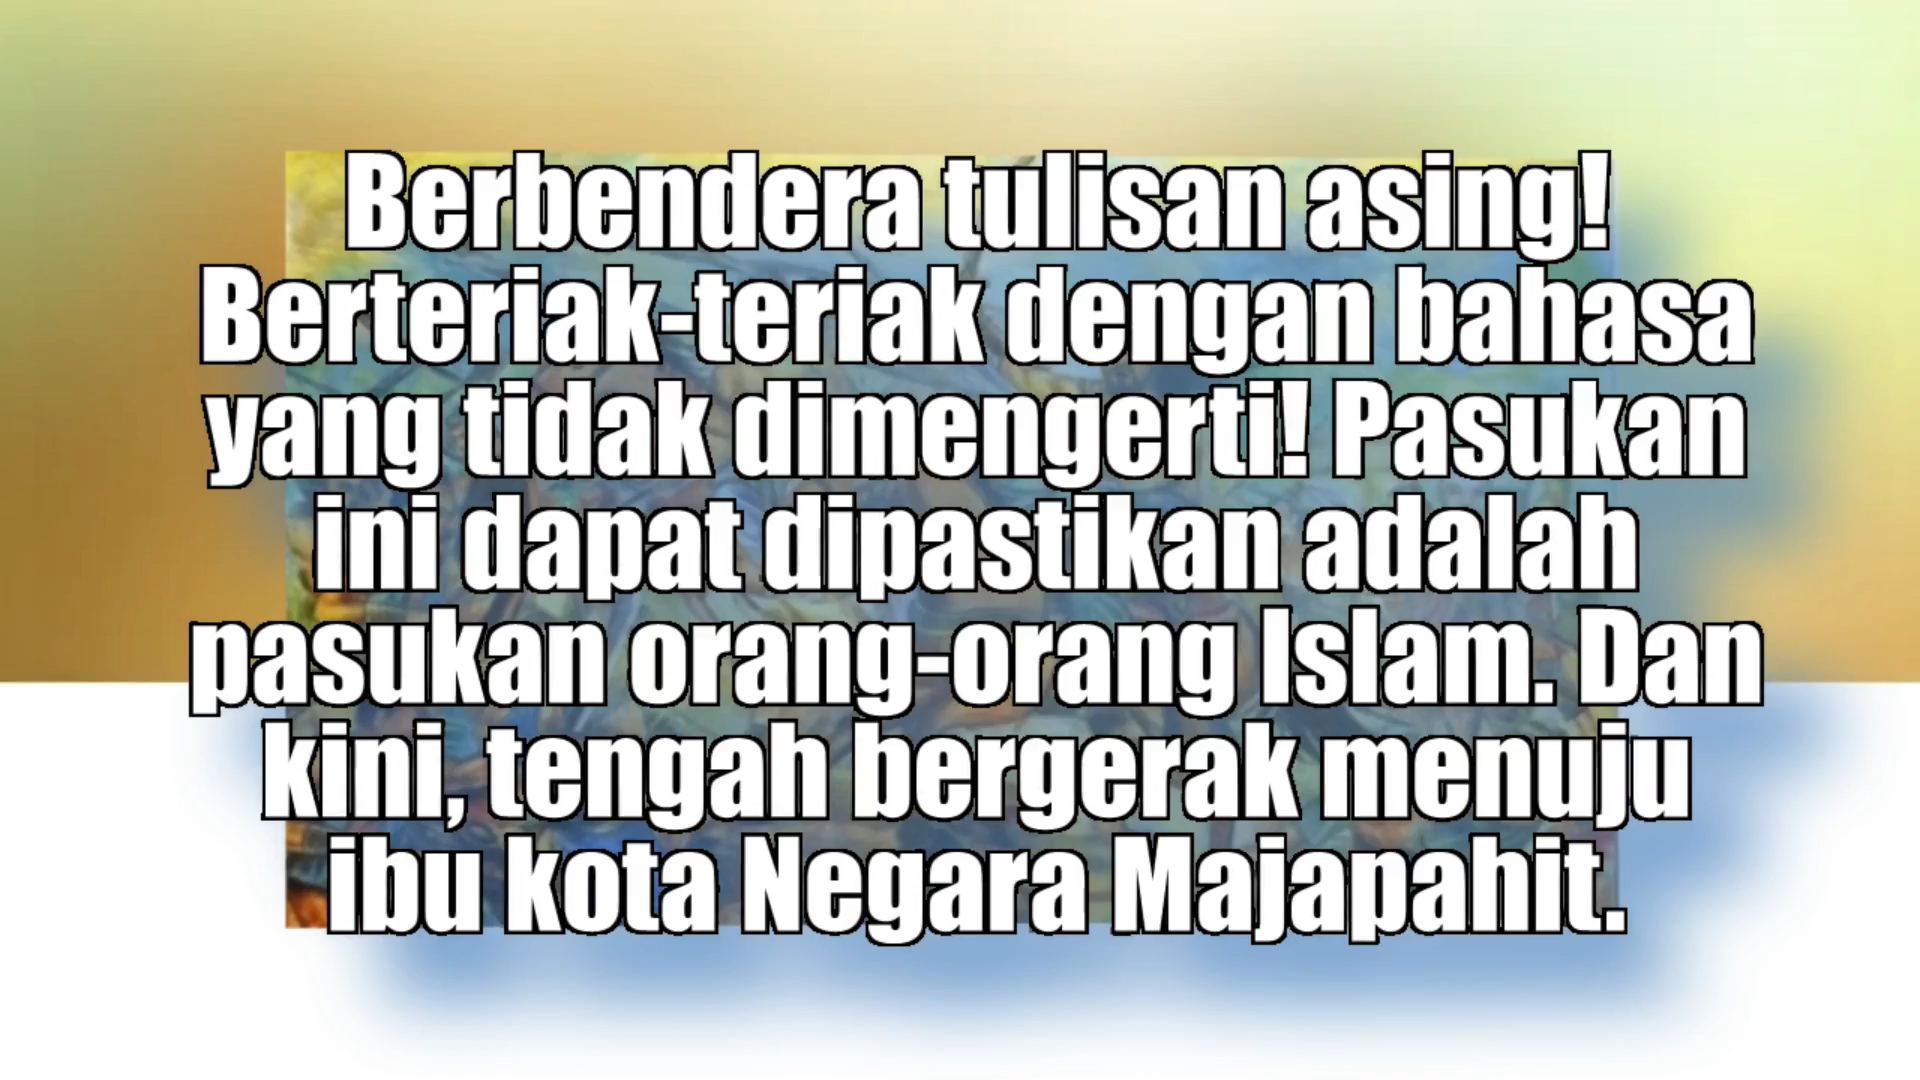 Berbendera tulisan asing!
Berteriak-teriak dengan bahasa
yang tidak dimengerti! Pasukan
ini dapat dipastikan adalah
pasukan orang-orang Islam. Dan
kini, tengah bergerak menuju
ibu kota Negara Majapahit.